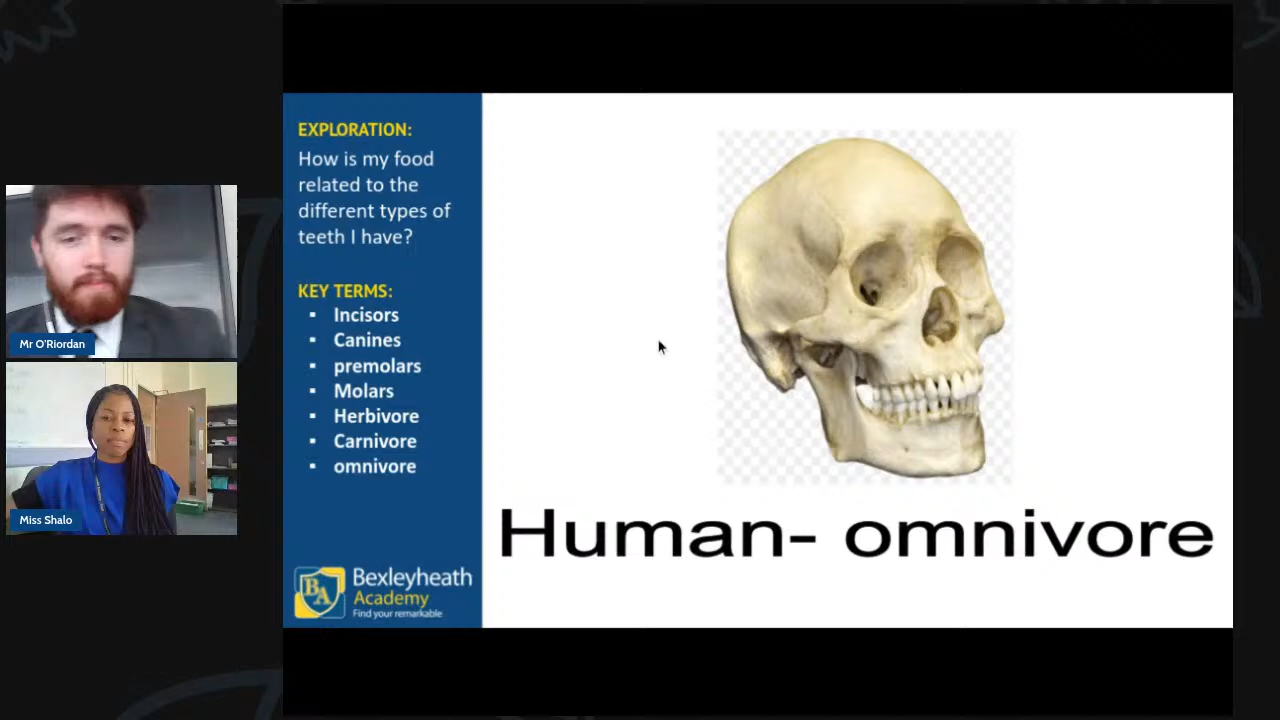 EXPLORATION:
How is my food
related to the
different types of
teeth I have?
KEY TERMS:
▪ Incisors
▪ Canines
▪ premolars
▪ Molars
▪ Herbivore
▪ Carnivore
▪ omnivore
BA
Bexleyheath
Academy
Find your remarkable
Human- omnivore
Mr O'Riordan
Miss Shalo